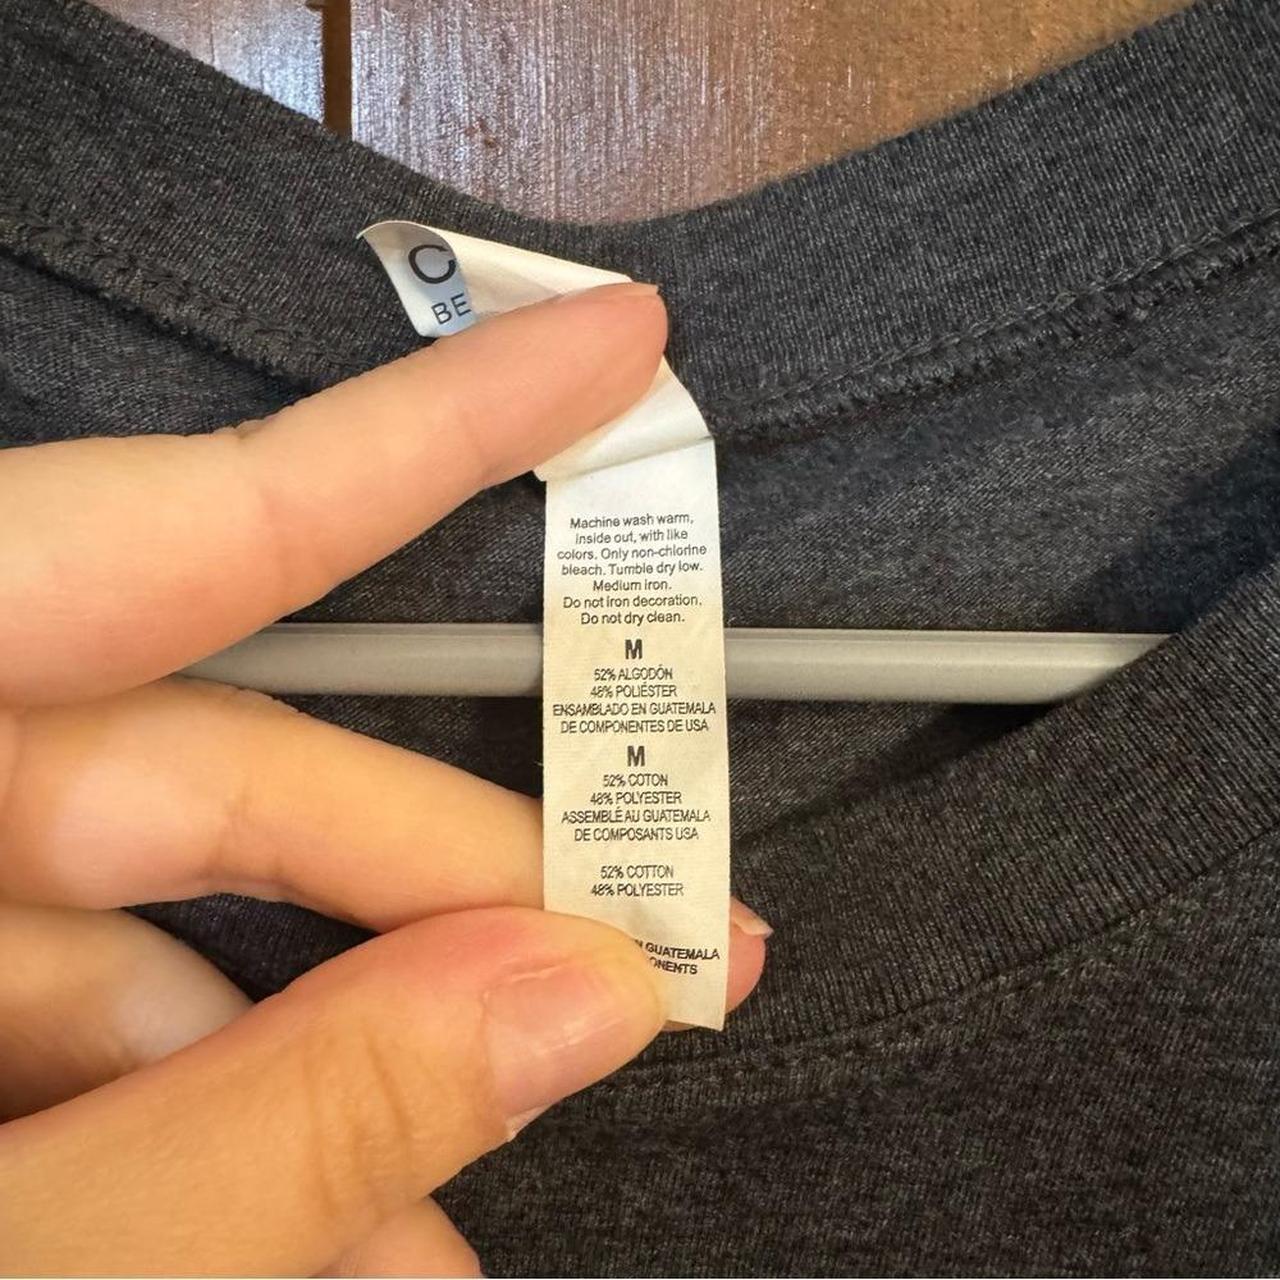 C
BE
Machine wash warm,
inside out, with like
colors. Only non-chlorine
bleach. Tumble dry low.
Medium iron.
Do not iron decoration.
Do not dry clean.
M
52% ALGODÓN
48% POLIÉSTER
ENSAMBLADO EN GUATEMALA
DE COMPONENTES DE USA
M
52% COTON
48% POLYESTER
ASSEMBLÉ AU GUATEMALA
DE COMPOSANTS USA
52% COTTON
48% POLYESTER
N GUATEMALA
ONENTS